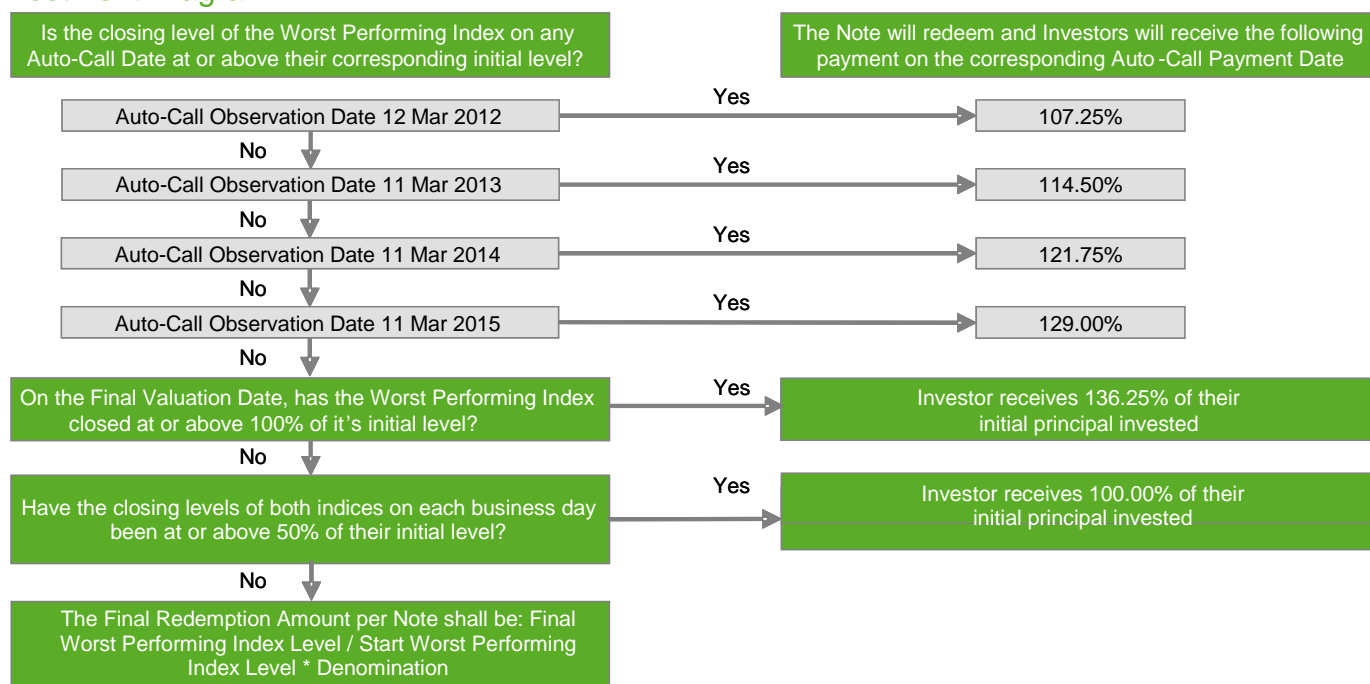 Is the closing level of the Worst Performing Index on any
Auto-Call Date at or above their corresponding initial level?
The Note will redeem and Investors will receive the following
payment on the corresponding Auto -Call Payment Date
Auto-Call Observation Date 12 Mar 2012
Yes
107.25%
No
Auto-Call Observation Date 11 Mar 2013
Yes
114.50%
No
Auto-Call Observation Date 11 Mar 2014
Yes
121.75%
No
Auto-Call Observation Date 11 Mar 2015
Yes
129.00%
No
On the Final Valuation Date, has the Worst Performing Index
closed at or above 100% of it's initial level?
Yes
Investor receives 136.25% of their
initial principal invested
No
Have the closing levels of both indices on each business day
been at or above 50% of their initial level?
Yes
Investor receives 100.00% of their
initial principal invested
No
The Final Redemption Amount per Note shall be: Final
Worst Performing Index Level / Start Worst Performing
Index Level * Denomination